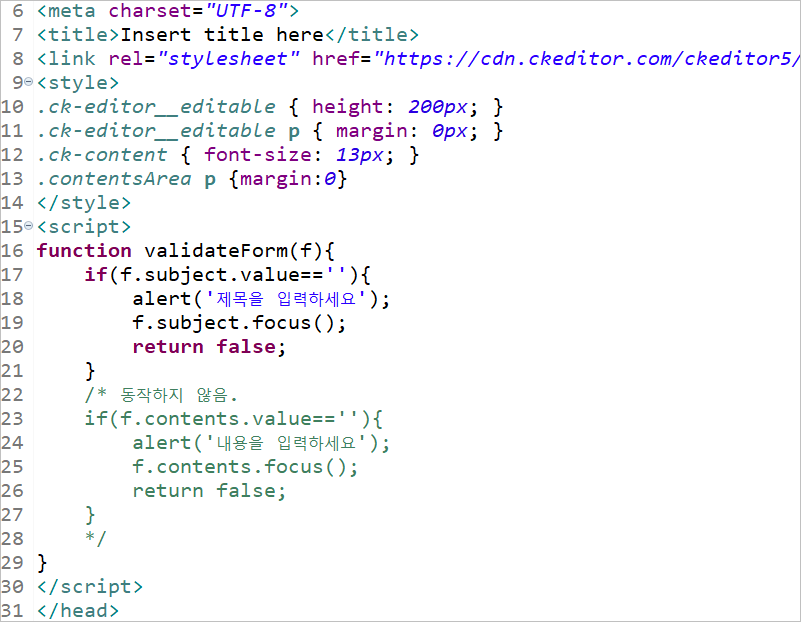 6 <meta charset="UTF-8">
7 <title>Insert title here</title>
8 <link rel="stylesheet" href="https://cdn.ckeditor.com/ckeditor5/
9 <style>
10 .ck-editor__editable { height: 200px; }
11 .ck-editor__editable p { margin: 0px; }
12 .ck-content { font-size: 13px; }
13 .contentsArea p {margin:0}
14 </style>
15 <script>
16 function validateForm(f){
17     if(f.subject.value==''){
18         alert('제목을 입력하세요');
19         f.subject.focus();
20         return false;
21     }
22     /* 동작하지 않음.
23     if(f.contents.value==''){
24         alert('내용을 입력하세요');
25         f.contents.focus();
26         return false;
27     }
28     */
29 }
30 </script>
31 </head>